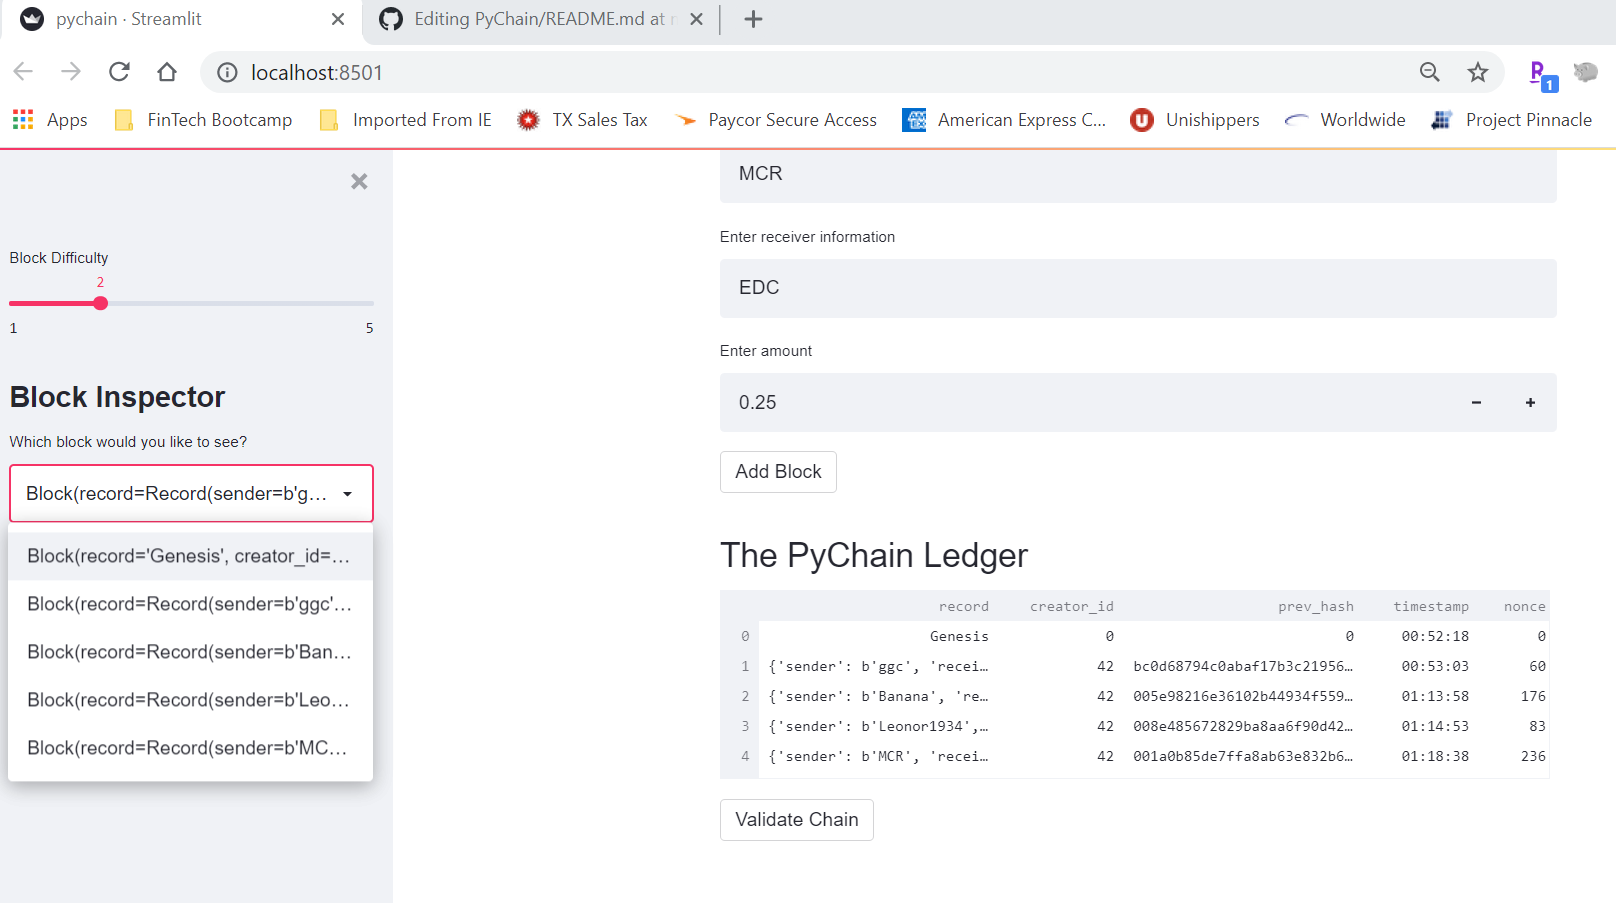 pychain · Streamlit
Editing PyChain/README.md at
localhost:8501
1
Apps
FinTech Bootcamp
Imported From IE
TX Sales Tax
Paycor Secure Access
American Express C...
Unishippers
Worldwide
Project Pinnacle
Block Difficulty
2
1 5
Block Inspector
Which block would you like to see?
Block(record=Record(sender=b'g...
Block(record='Genesis', creator_id=...
Block(record=Record(sender=b'ggc'...
Block(record=Record(sender=b'Ban...
Block(record=Record(sender=b'Leo...
Block(record=Record(sender=b'MC...
MCR
Enter receiver information
EDC
Enter amount
0.25 - +
Add Block
The PyChain Ledger
record creator_id prev_hash timestamp nonce
0 Genesis 0 0 00:52:18 0
1 {'sender': b'ggc', 'recei... 42 bc0d68794c0abaf17b3c21956... 00:53:03 60
2 {'sender': b'Banana', 're... 42 005e98216e36102b44934f559... 01:13:58 176
3 {'sender': b'Leonor1934',... 42 008e485672829ba8aa6f90d42... 01:14:53 83
4 {'sender': b'MCR', 'recei... 42 001a0b85de7ffa8ab63e832b6... 01:18:38 236
Validate Chain